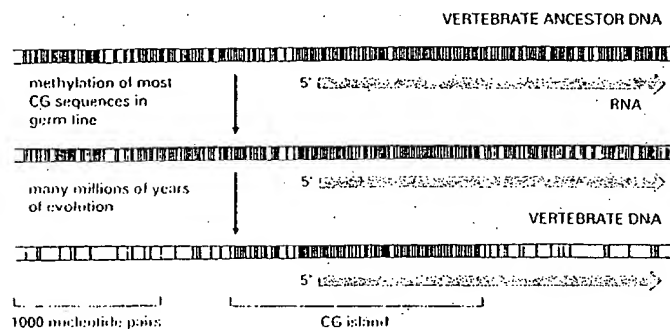 VERTEBRATE ANCESTOR DNA
methylation of most
CG sequences in
germ line
5'
RNA
many millions of years
of evolution
5'
VERTEBRATE DNA
5'
1000 nucleotide pairs
CG island